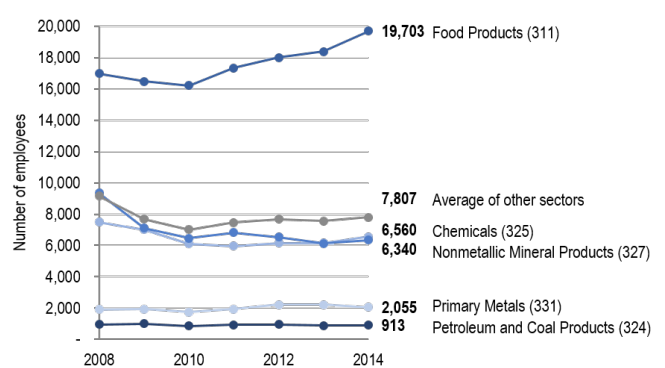 20,000
18,000
16,000
14,000
12,000
10,000
8,000
6,000
4,000
2,000
-
Number of employees
2008
2010
2012
2014
19,703 Food Products (311)
7,807 Average of other sectors
6,560 Chemicals (325)
6,340 Nonmetallic Mineral Products (327)
2,055 Primary Metals (331)
913 Petroleum and Coal Products (324)